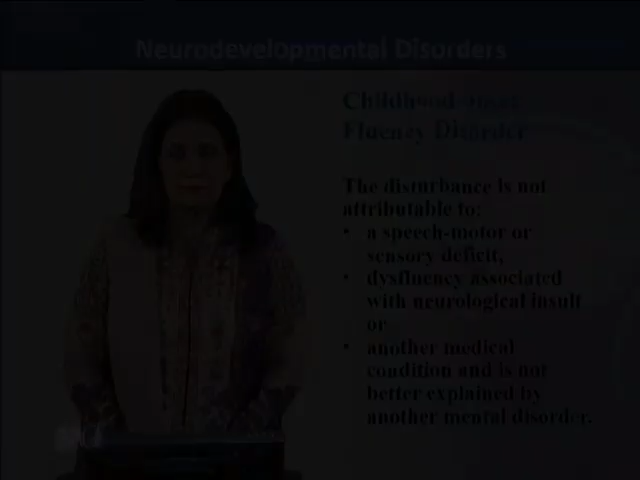 Neurodevelopmental Disorders
Childhood-onset
Fluency Disorder
The disturbance is not
attributable to:
• a speech-motor or
sensory deficit,
• dysfluency associated
with neurological insult
or
• another medical
condition and is not
better explained by
another mental disorder.